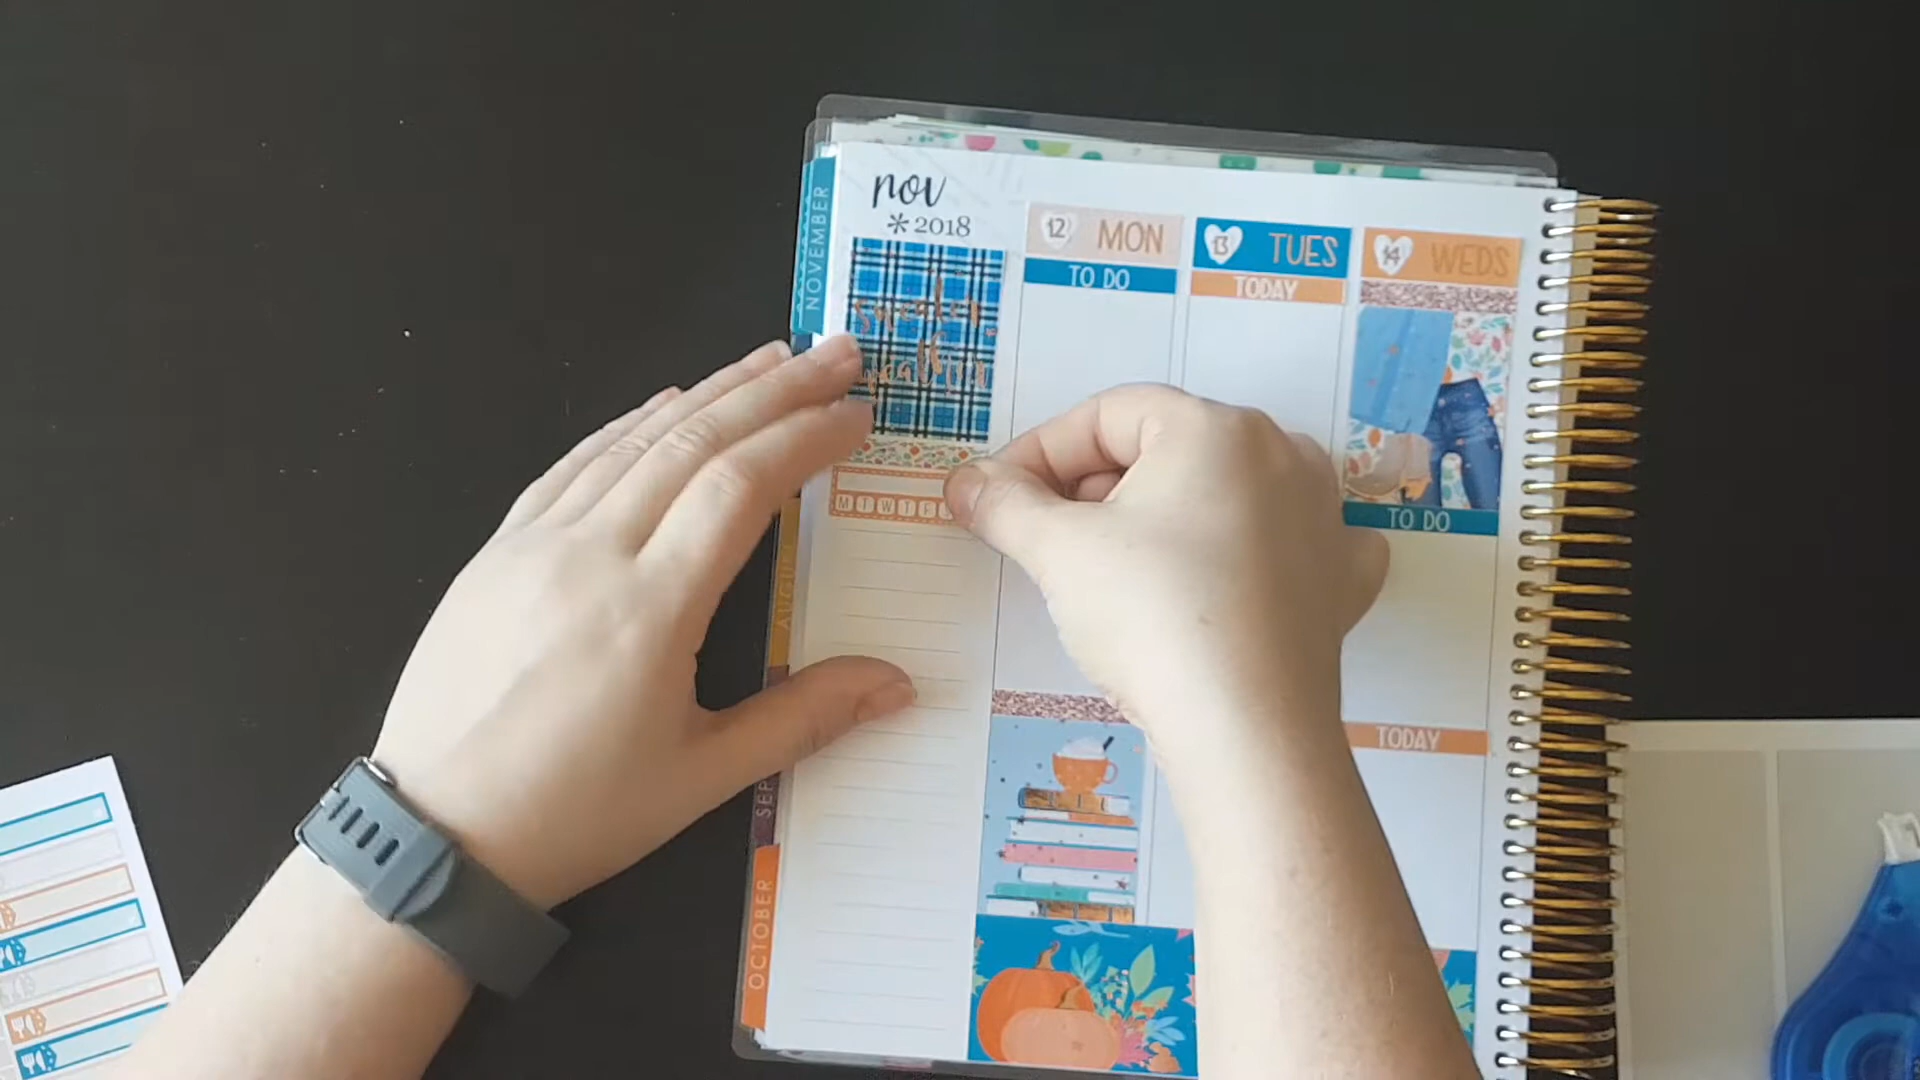 nov
*2018
12 MON
TO DO
13 TUES
TODAY
14 WEDS
sweater
weather
M T W T F
TO DO
TODAY
NOVEMBER
AUGUST
SEP
OCTOBER